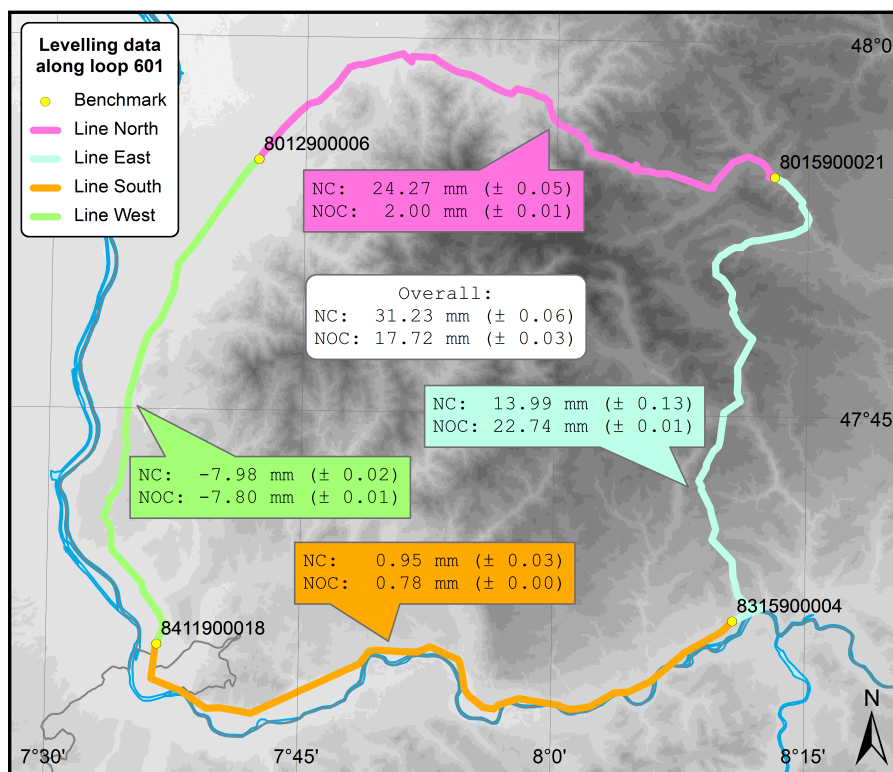 Levelling data
along loop 601
Benchmark
Line North
Line East
Line South
Line West
48°0
8012900006
8015900021
NC: 24.27 mm (± 0.05)
NOC: 2.00 mm (± 0.01)
Overall:
NC: 31.23 mm (± 0.06)
NOC: 17.72 mm (± 0.03)
NC: 13.99 mm (± 0.13)
NOC: 22.74 mm (± 0.01)
47°45
NC: -7.98 mm (± 0.02)
NOC: -7.80 mm (± 0.01)
NC: 0.95 mm (± 0.03)
NOC: 0.78 mm (± 0.00)
8315900004
8411900018
N
7°30'
7°45'
8°0'
8°15'